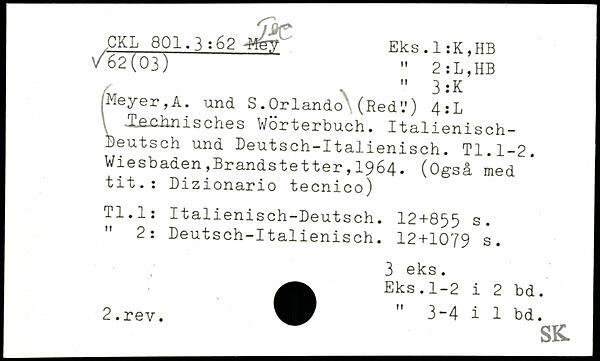 Tec
CKL 801.3:62 Mey Eks.1:K,HB
√62(03) " 2:L,HB
" 3:K
(Meyer,A. und S.Orlando) (Red.") 4:L
Technisches Wörterbuch. Italienisch-
Deutsch und Deutsch-Italienisch. Tl.1-2.
Wiesbaden,Brandstetter,1964. (Også med
tit.: Dizionario tecnico)
Tl.1: Italienisch-Deutsch. 12+855 s.
" 2: Deutsch-Italienisch. 12+1079 s.
3 eks.
Eks.1-2 i 2 bd.
2.rev. " 3-4 i 1 bd.
SK